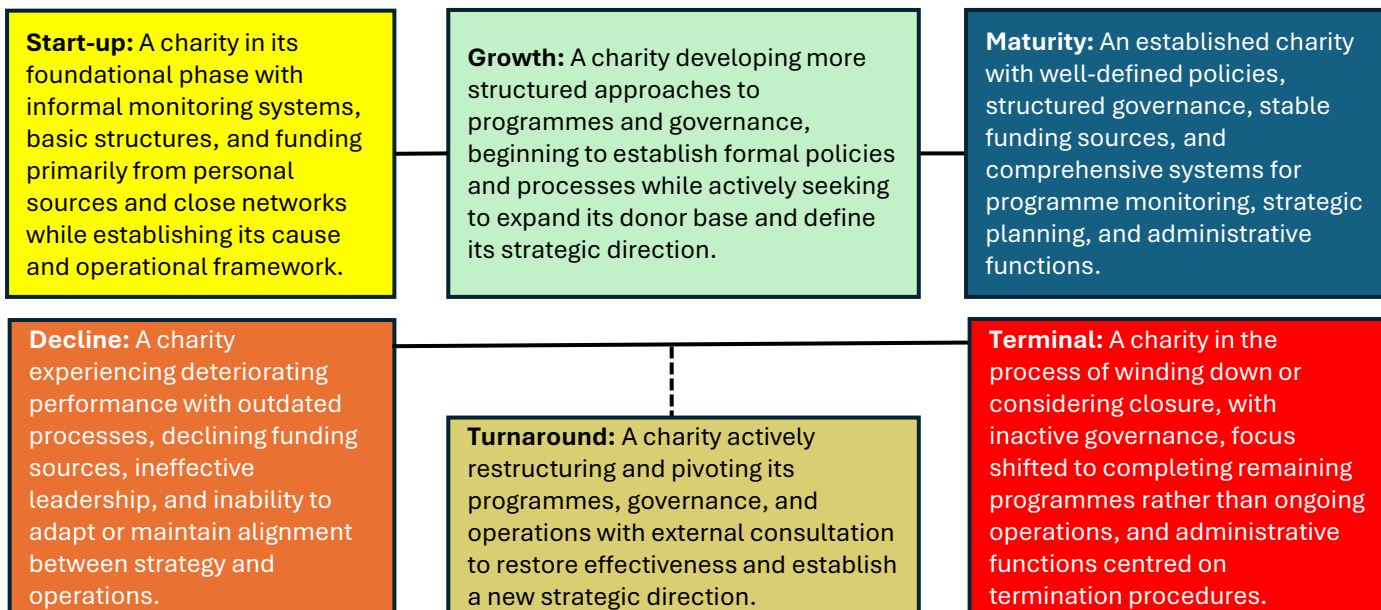 Start-up: A charity in its
foundational phase with
informal monitoring systems,
basic structures, and funding
primarily from personal
sources and close networks
while establishing its cause
and operational framework.
Growth: A charity developing more
structured approaches to
programmes and governance,
beginning to establish formal policies
and processes while actively seeking
to expand its donor base and define
its strategic direction.
Maturity: An established charity
with well-defined policies,
structured governance, stable
funding sources, and
comprehensive systems for
programme monitoring, strategic
planning, and administrative
functions.
Decline: A charity
experiencing deteriorating
performance with outdated
processes, declining funding
sources, ineffective
leadership, and inability to
adapt or maintain alignment
between strategy and
operations.
Turnaround: A charity actively
restructuring and pivoting its
programmes, governance, and
operations with external consultation
to restore effectiveness and establish
a new strategic direction.
Terminal: A charity in the
process of winding down or
considering closure, with
inactive governance, focus
shifted to completing remaining
programmes rather than ongoing
operations, and administrative
functions centred on
termination procedures.